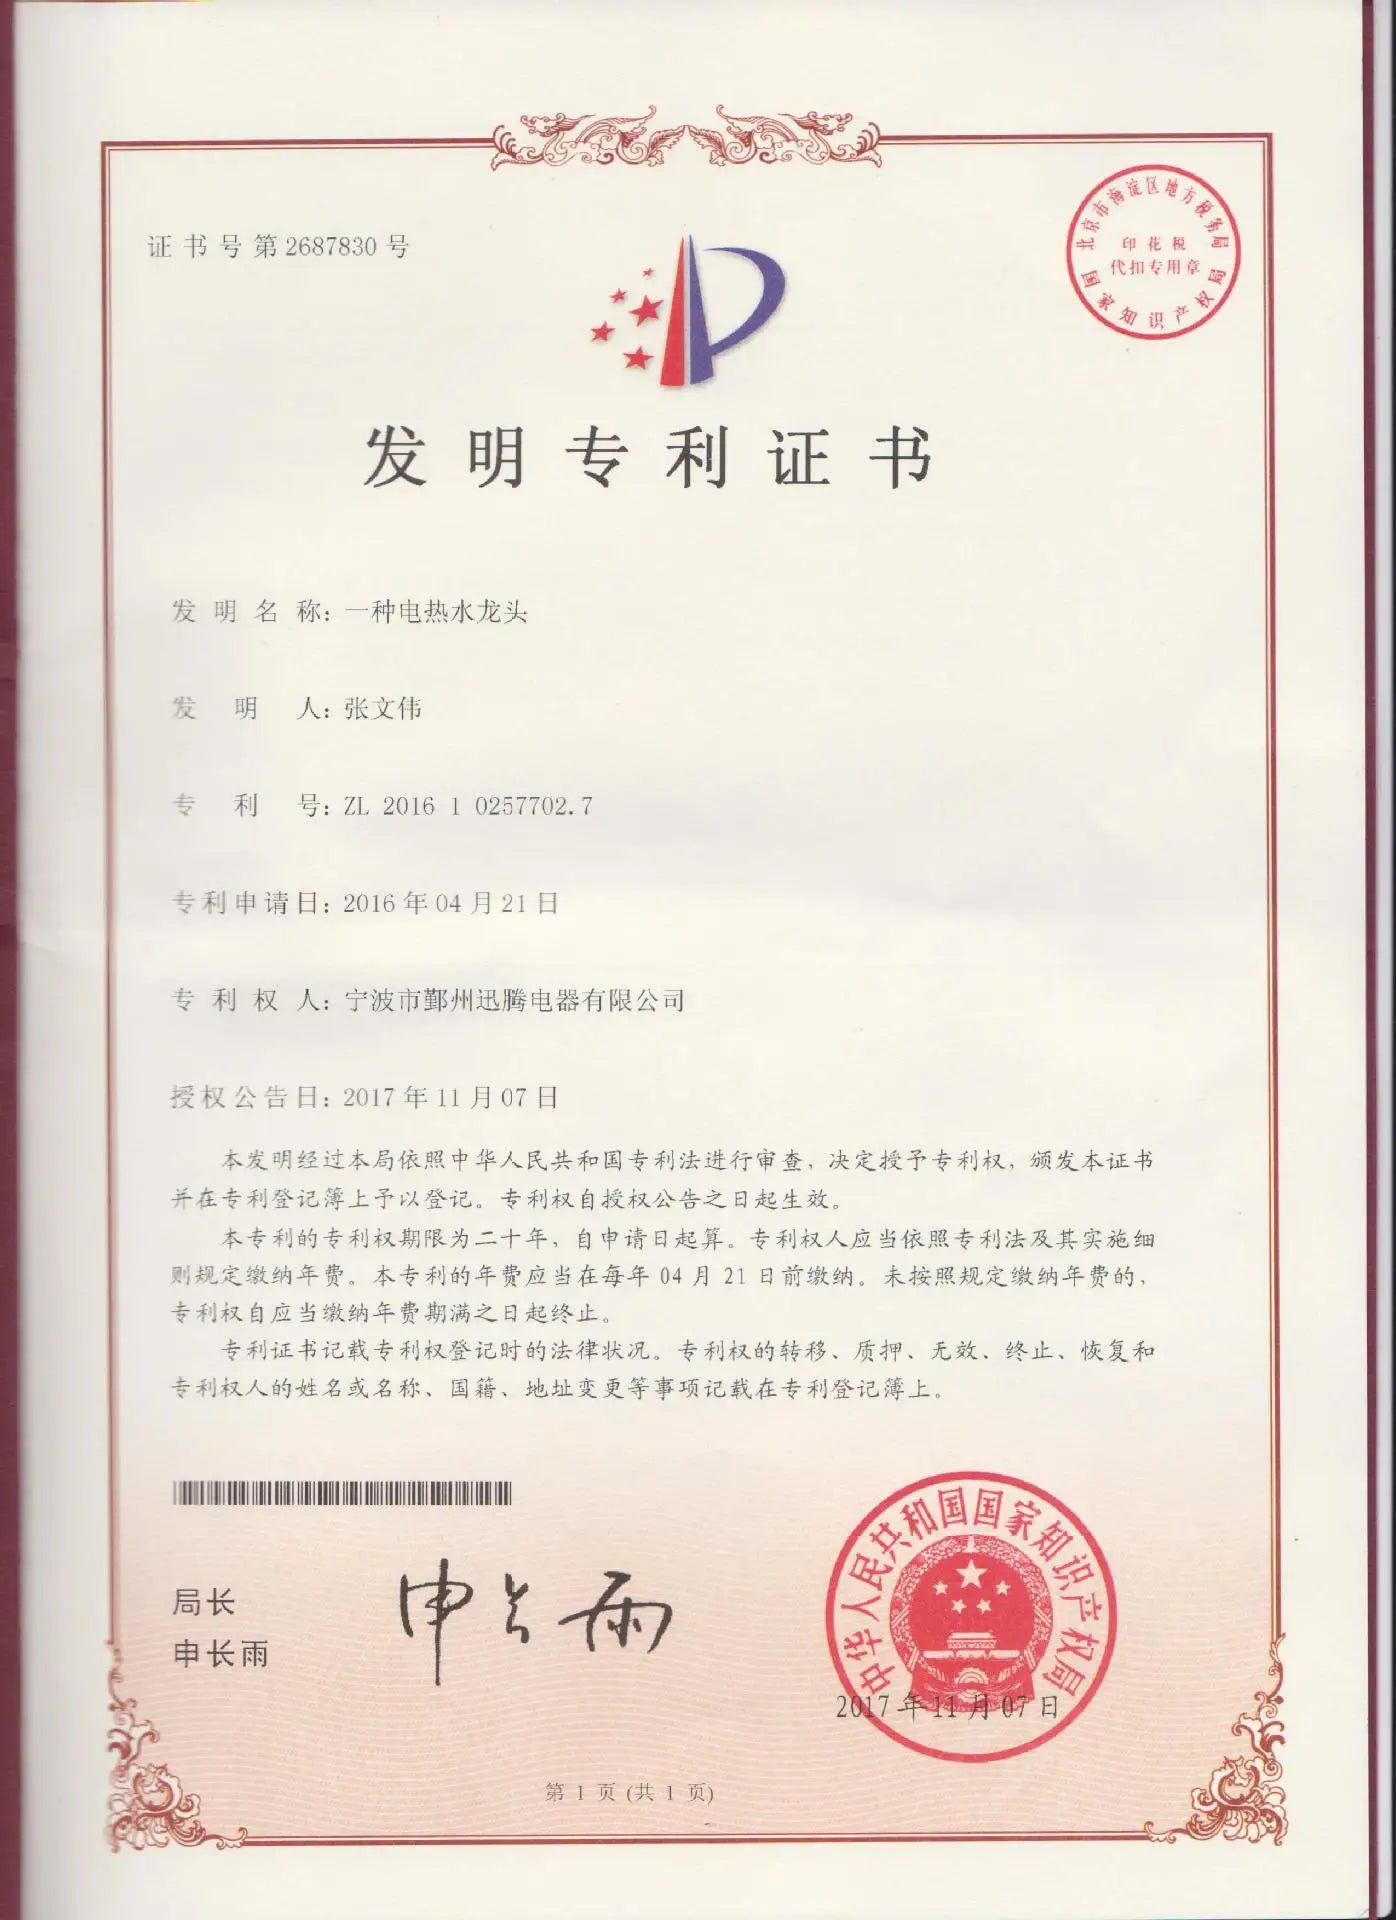 证书号第2687830号
北京市海淀区地方税务局
印花税
代扣专用章
国家知识产权局
发明专利证书
发明名称：一种电热水龙头
发明人：张文伟
专利号：ZL 2016 1 0257702.7
专利申请日：2016年04月21日
专利权人：宁波市鄞州迅腾电器有限公司
授权公告日：2017年11月07日
本发明经过本局依照中华人民共和国专利法进行审查，决定授予专利权，颁发本证书
并在专利登记簿上予以登记。专利权自授权公告之日起生效。
本专利的专利权期限为二十年，自申请日起算。专利权人应当依照专利法及其实施细
则规定缴纳年费。本专利的年费应当在每年04月21日前缴纳。未按照规定缴纳年费的，
专利权自应当缴纳年费期满之日起终止。
专利证书记载专利权登记时的法律状况。专利权的转移、质押、无效、终止、恢复和
专利权人的姓名或名称、国籍、地址变更等事项记载在专利登记簿上。
局长
申长雨
申长雨
中华人民共和国国家知识产权局
2017年11月07日
第 1 页 (共 1 页)